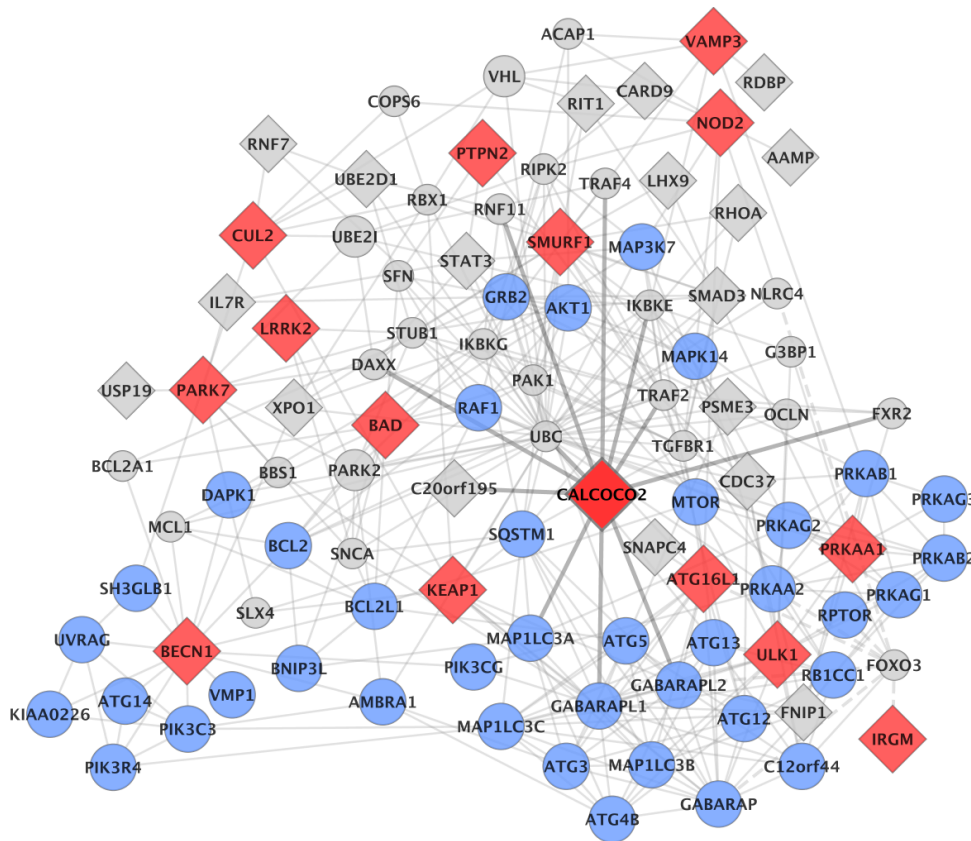 ACAP1
VAMP3
VHL
RDBP
COPS6
RIT1
CARD9
NOD2
RNF7
PTPN2
AAMP
UBE2D1
RIPK2
TRAF4
LHX9
RBX1
RNF11
RHOA
CUL2
UBE2I
SMURF1
MAP3K7
STAT3
SFN
IL7R
GRB2
AKT1
IKBKE
SMAD3
NLRC4
LRRK2
STUB1
IKBKG
MAPK14
G3BP1
DAXX
USP19
PARK7
PAK1
TRAF2
XPO1
RAF1
PSME3
OCLN
FXR2
BAD
UBC
TGFBR1
BCL2A1
BBS1
PARK2
PRKAB1
C20orf195
CALCOCO2
CDC37
DAPK1
MTOR
PRKAG3
MCL1
PRKAG2
SQSTM1
BCL2
SNAPC4
PRKAA1
PRKAB2
SNCA
SH3GLB1
KEAP1
ATG16L1
PRKAA2
PRKAG1
BCL2L1
SLX4
RPTOR
UVRAG
MAP1LC3A
ATG5
ATG13
BECN1
ULK1
PIK3CG
BNIP3L
GABARAPL2
RB1CC1
FOXO3
ATG14
VMP1
KIAA0226
AMBRA1
GABARAPL1
ATG12
FNIP1
PIK3C3
MAP1LC3C
IRGM
PIK3R4
ATG3
MAP1LC3B
C12orf44
GABARAP
ATG4B